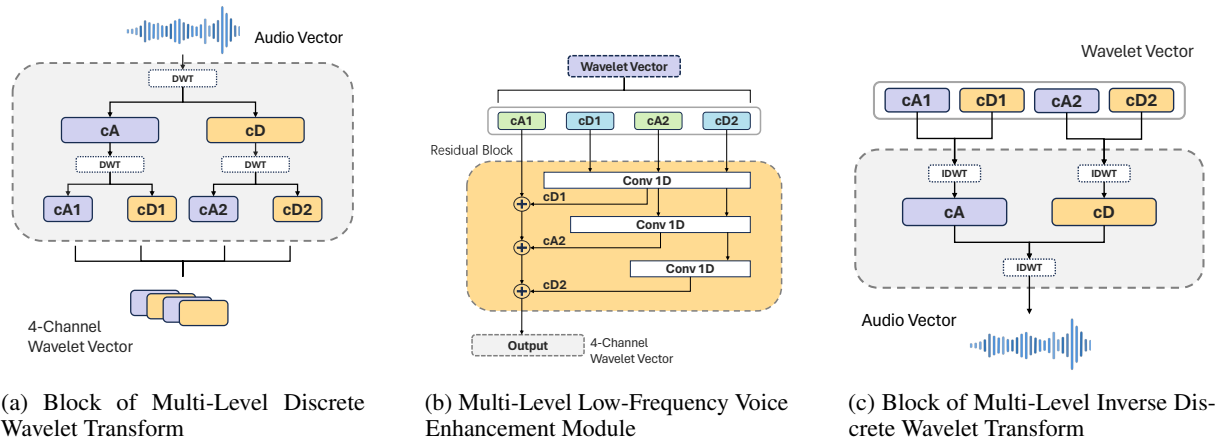 Audio Vector
DWT
cA
cD
DWT
DWT
cA1
cD1
cA2
cD2
4-Channel
Wavelet Vector
(a) Block of Multi-Level Discrete
Wavelet Transform
Wavelet Vector
cA1
cD1
cA2
cD2
Residual Block
Conv 1D
cD1
Conv 1D
cA2
Conv 1D
cD2
Output
4-Channel
Wavelet Vector
(b) Multi-Level Low-Frequency Voice
Enhancement Module
Wavelet Vector
cA1
cD1
cA2
cD2
IDWT
IDWT
cA
cD
IDWT
Audio Vector
(c) Block of Multi-Level Inverse Dis-
crete Wavelet Transform